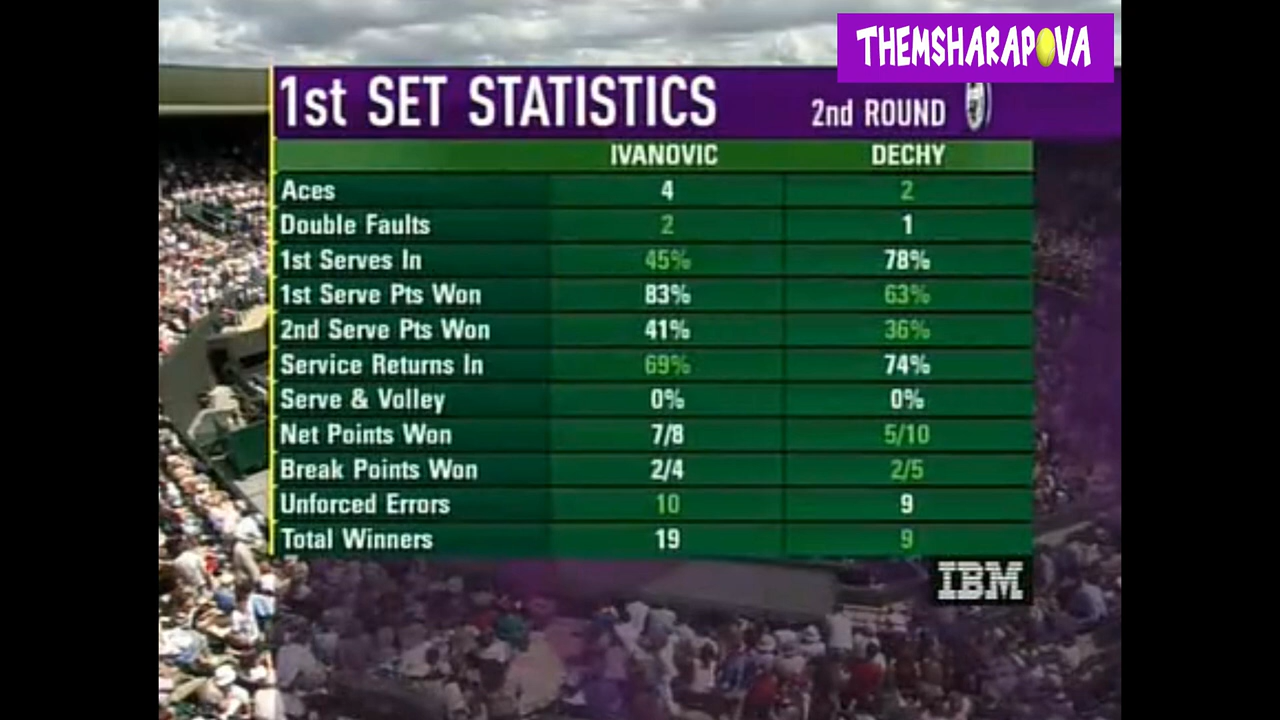 THEMSHARAPOVA
1st SET STATISTICS 2nd ROUND
IVANOVIC DECHY
Aces 4 2
Double Faults 2 1
1st Serves In 45% 78%
1st Serve Pts Won 83% 63%
2nd Serve Pts Won 41% 36%
Service Returns In 69% 74%
Serve & Volley 0% 0%
Net Points Won 7/8 5/10
Break Points Won 2/4 2/5
Unforced Errors 10 9
Total Winners 19 9
IBM